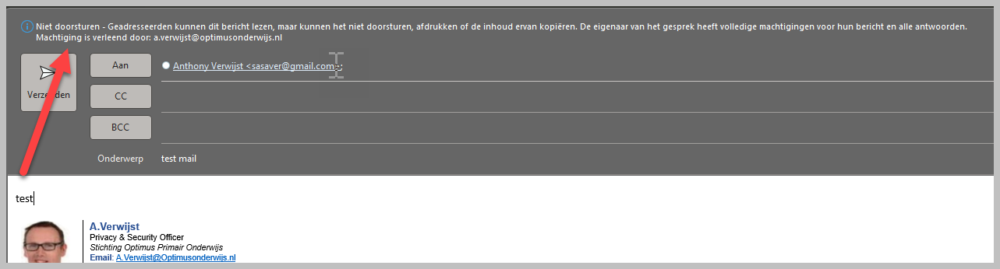 Niet doorsturen - Geadresseerden kunnen dit bericht lezen, maar kunnen het niet doorsturen, afdrukken of de inhoud ervan kopiëren. De eigenaar van het gesprek heeft volledige machtigingen voor hun bericht en alle antwoorden.
Machtiging is verleend door: a.verwijst@optimusonderwijs.nl
Aan
Anthony Verwijst <sasaver@gmail.com>;
Verzenden
CC
BCC
Onderwerp test mail
test
A.Verwijst
Privacy & Security Officer
Stichting Optimus Primair Onderwijs
Email: A.Verwijst@Optimusonderwijs.nl